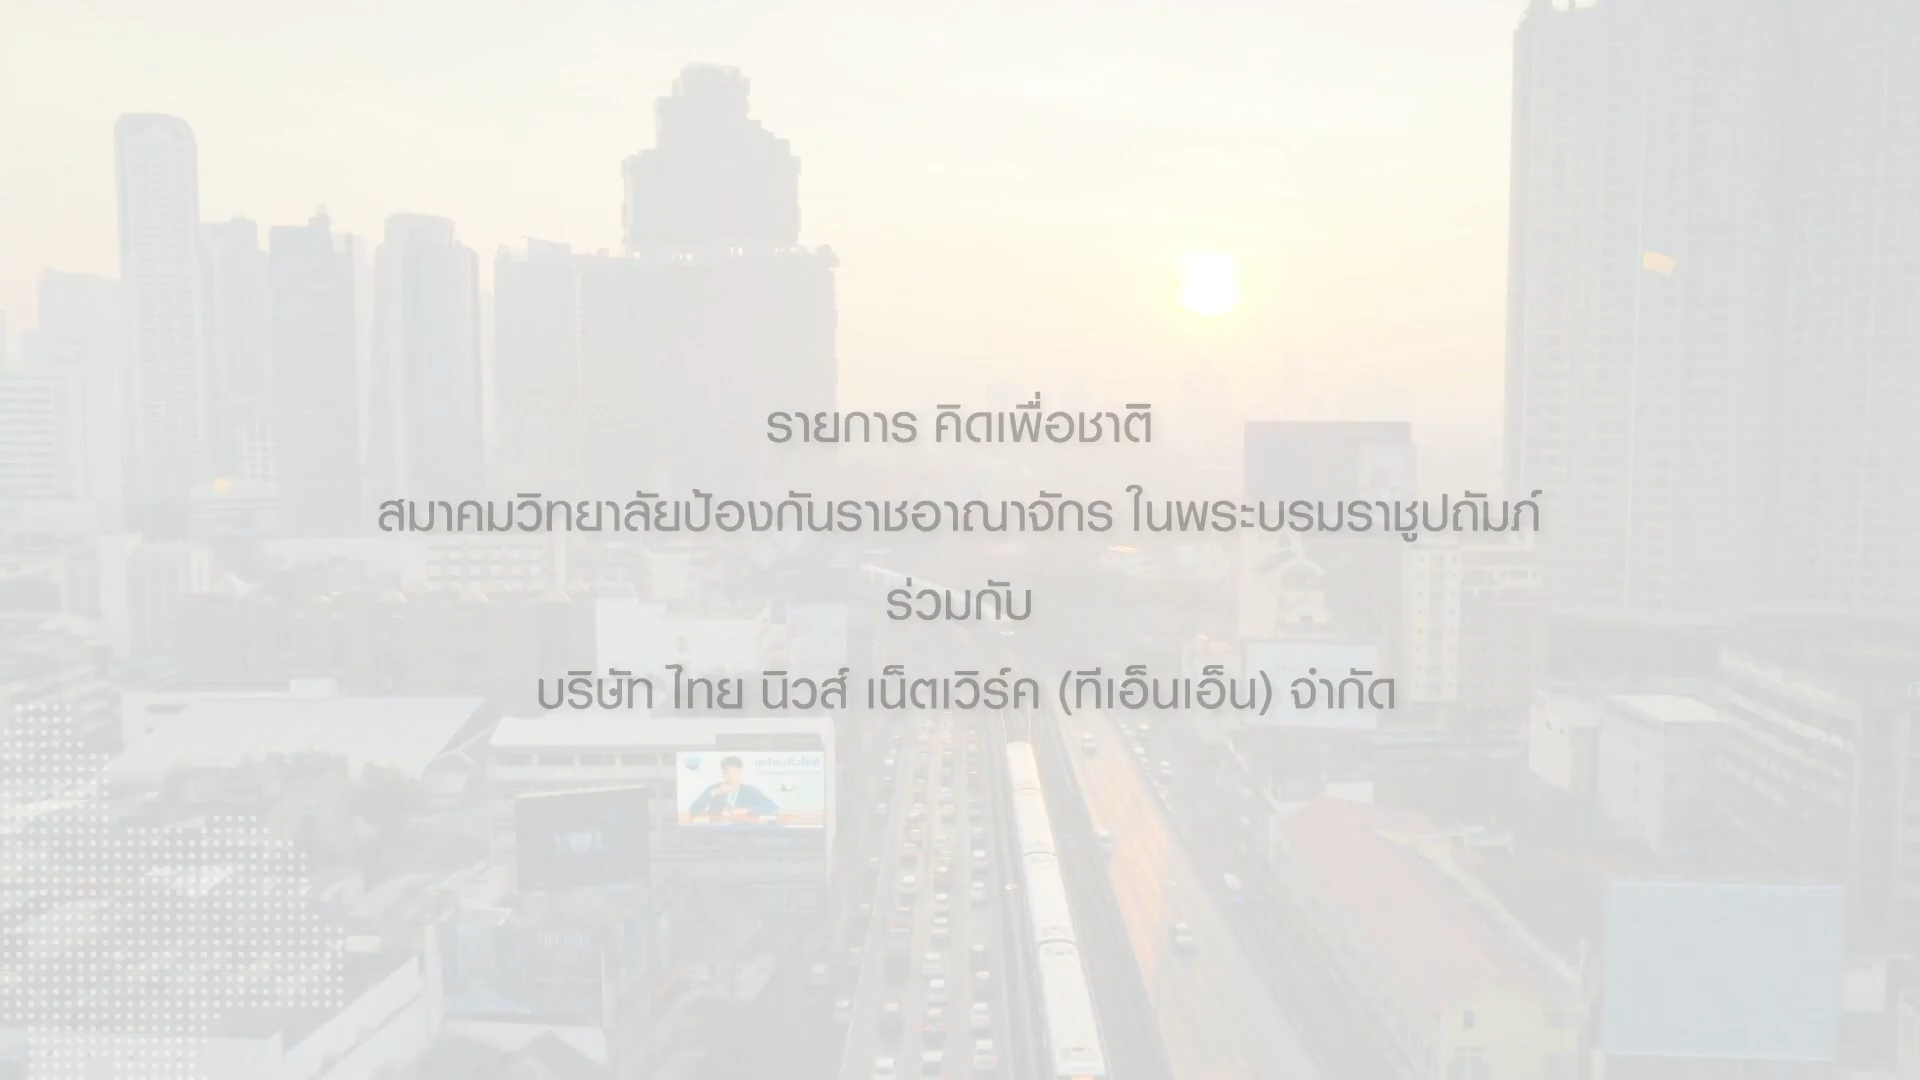 รายการ คิดเพื่อชาติ
สมาคมวิทยาลัยป้องกันราชอาณาจักร ในพระบรมราชูปถัมภ์
ร่วมกับ
บริษัท ไทย นิวส์ เน็ตเวิร์ค (ทีเอ็นเอ็น) จำกัด